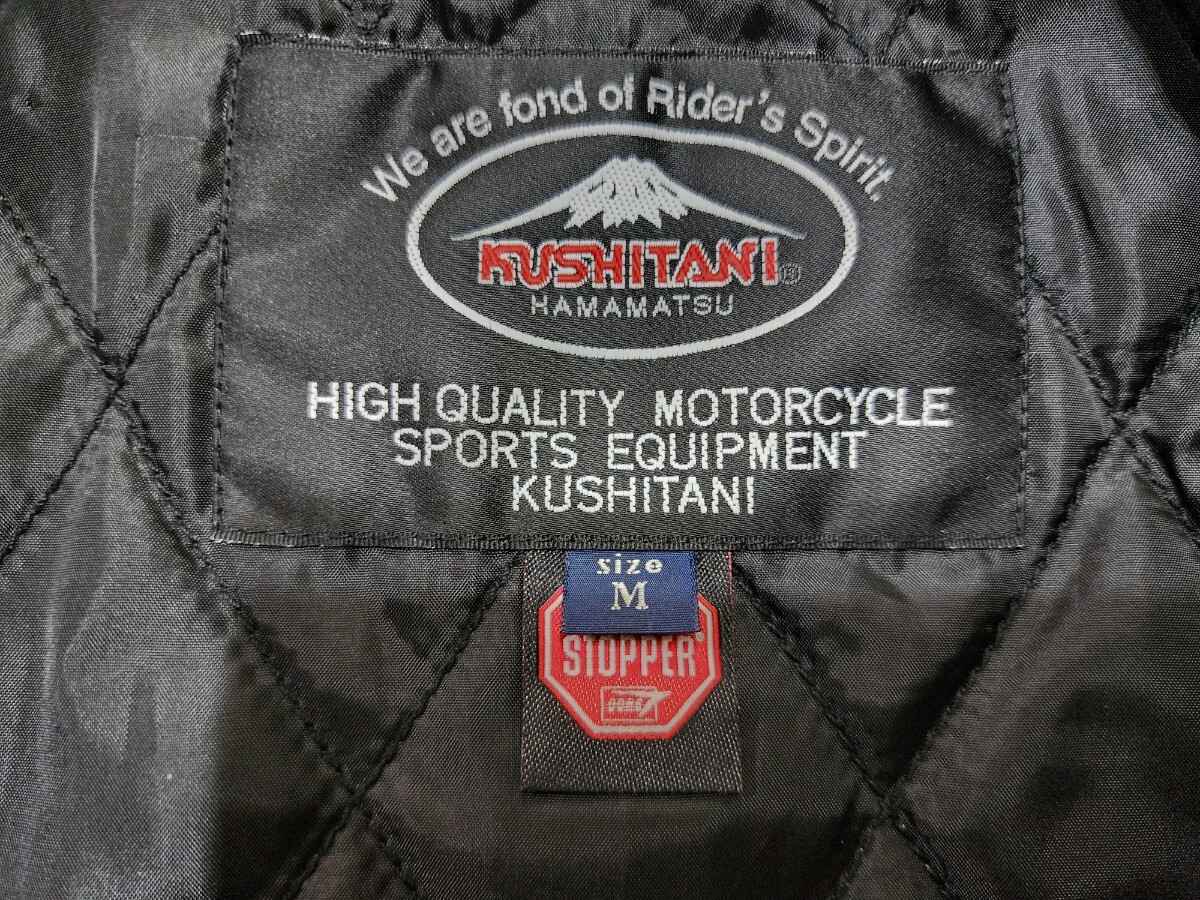 We are fond of Rider's Spirit.
KUSHITANI®
HAMAMATSU
HIGH QUALITY MOTORCYCLE
SPORTS EQUIPMENT
KUSHITANI
size
M
STOPPER®